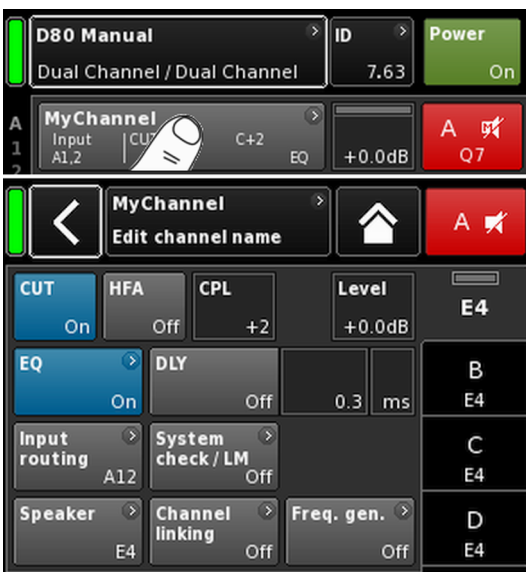 D80 Manual
Dual Channel / Dual Channel
ID
7.63
Power
On
A
1
2
MyChannel
Input
A1,2
C+2
EQ
+0.0dB
A
Q7
MyChannel
Edit channel name
A
CUT
On
HFA
Off
CPL
+2
Level
+0.0dB
E4
EQ
On
DLY
Off
0.3
ms
B
E4
Input
routing
A12
System
check / LM
Off
C
E4
Speaker
E4
Channel
linking
Off
Freq. gen.
Off
D
E4